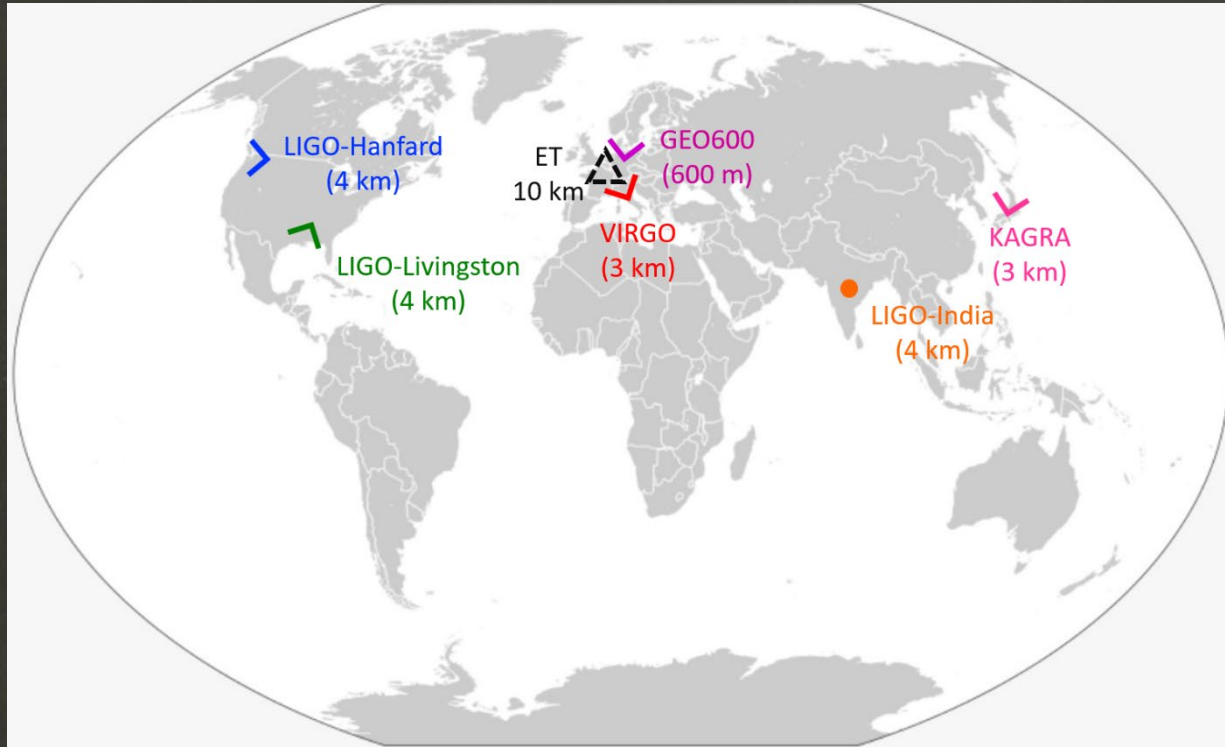 LIGO-Hanfard
(4 km)
LIGO-Livingston
(4 km)
ET
10 km
GEO600
(600 m)
VIRGO
(3 km)
KAGRA
(3 km)
LIGO-India
(4 km)